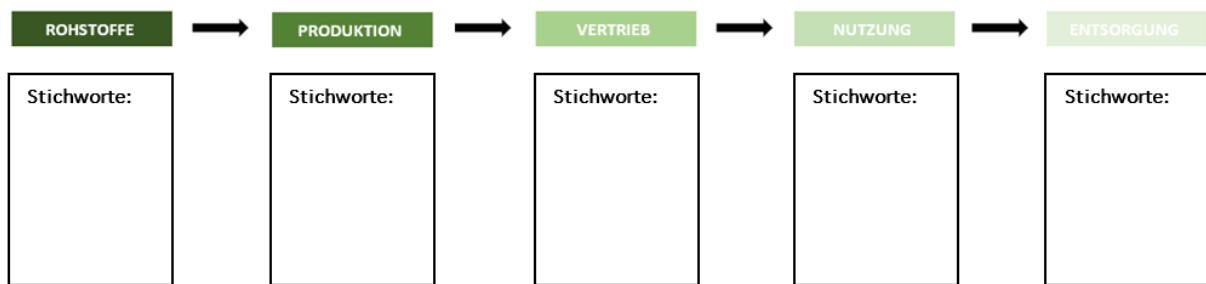 ROHSTOFFE
PRODUKTION
VERTRIEB
NUTZUNG
ENTSORGUNG
Stichworte:
Stichworte:
Stichworte:
Stichworte:
Stichworte: